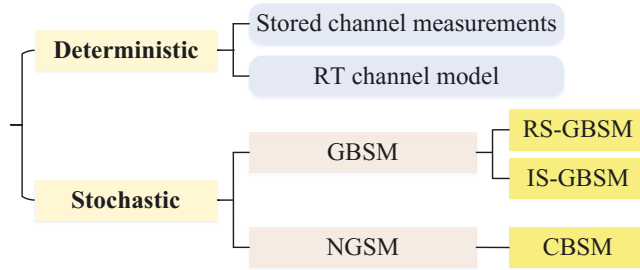 Deterministic
Stored channel measurements
RT channel model
Stochastic
GBSM
RS-GBSM
IS-GBSM
NGSM
CBSM